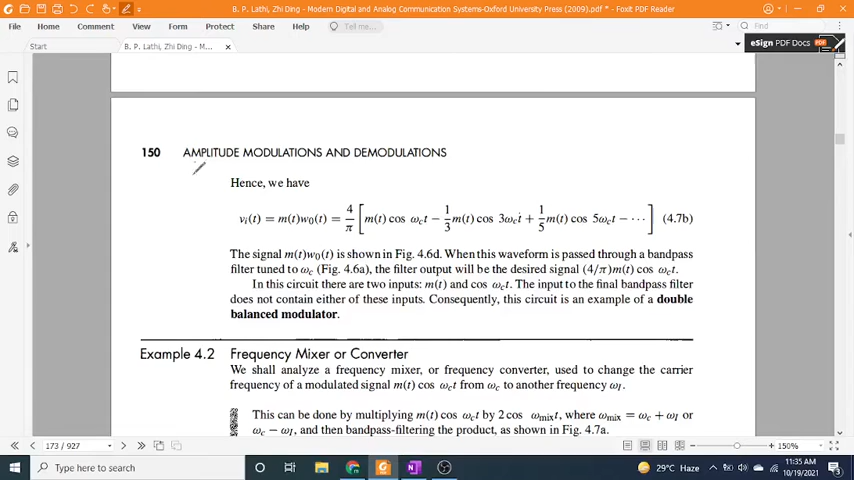 B. P. Lathi, Zhi Ding - Modern Digital and Analog Communication Systems-Oxford University Press (2009).pdf * - Foxit PDF Reader
File Home Comment View Form Protect Share Help Tell me... Find
Start B. P. Lathi, Zhi Ding - M... eSign PDF Docs
150 AMPLITUDE MODULATIONS AND DEMODULATIONS
Hence, we have
vᵢ(t) = m(t)w₀(t) = 4/π [ m(t) cos ω_c t − 1/3 m(t) cos 3ω_c t + 1/5 m(t) cos 5ω_c t − ··· ] (4.7b)
The signal m(t)w₀(t) is shown in Fig. 4.6d. When this waveform is passed through a bandpass
filter tuned to ω_c (Fig. 4.6a), the filter output will be the desired signal (4/π)m(t) cos ω_c t.
In this circuit there are two inputs: m(t) and cos ω_c t. The input to the final bandpass filter
does not contain either of these inputs. Consequently, this circuit is an example of a double
balanced modulator.
Example 4.2 Frequency Mixer or Converter
We shall analyze a frequency mixer, or frequency converter, used to change the carrier
frequency of a modulated signal m(t) cos ω_c t from ω_c to another frequency ω_I.
This can be done by multiplying m(t) cos ω_c t by 2 cos ω_mix t, where ω_mix = ω_c + ω_I or
ω_c − ω_I, and then bandpass-filtering the product, as shown in Fig. 4.7a.
173 / 927 150%
Type here to search 29°C Haze 11:35 AM
10/19/2021 3